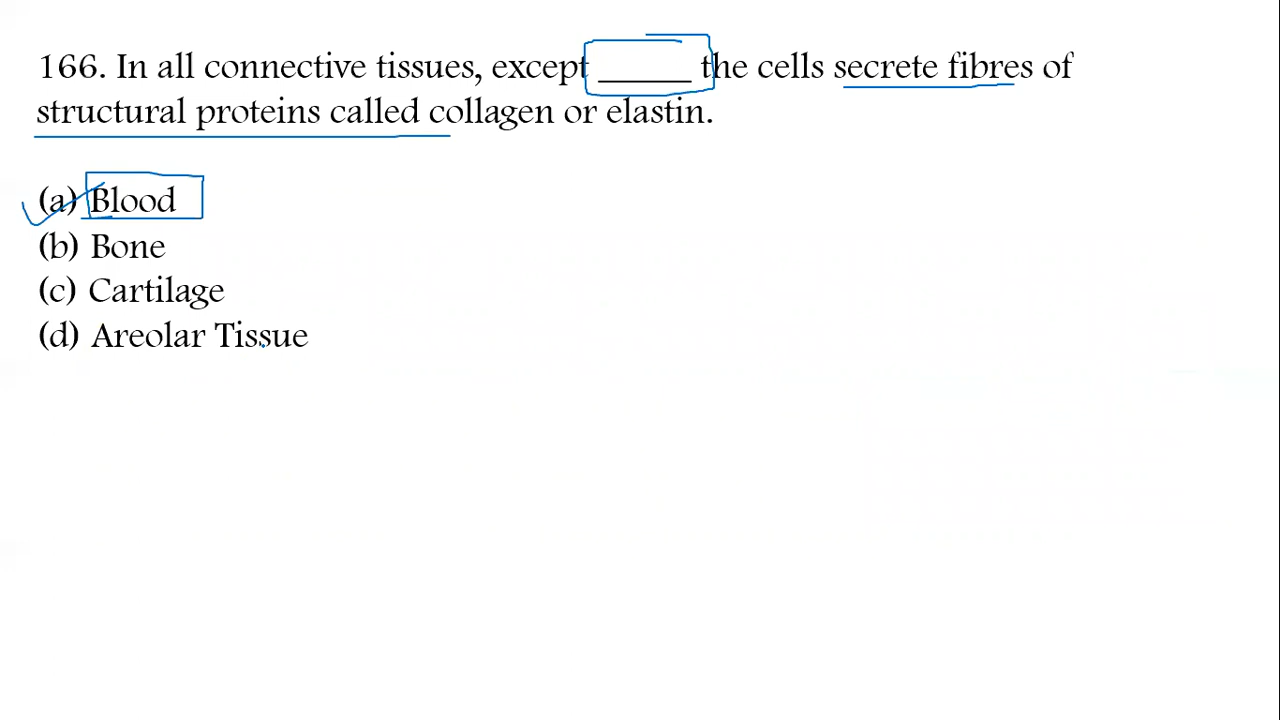 166. In all connective tissues, except ______ the cells secrete fibres of
structural proteins called collagen or elastin.
(a) Blood
(b) Bone
(c) Cartilage
(d) Areolar Tissue